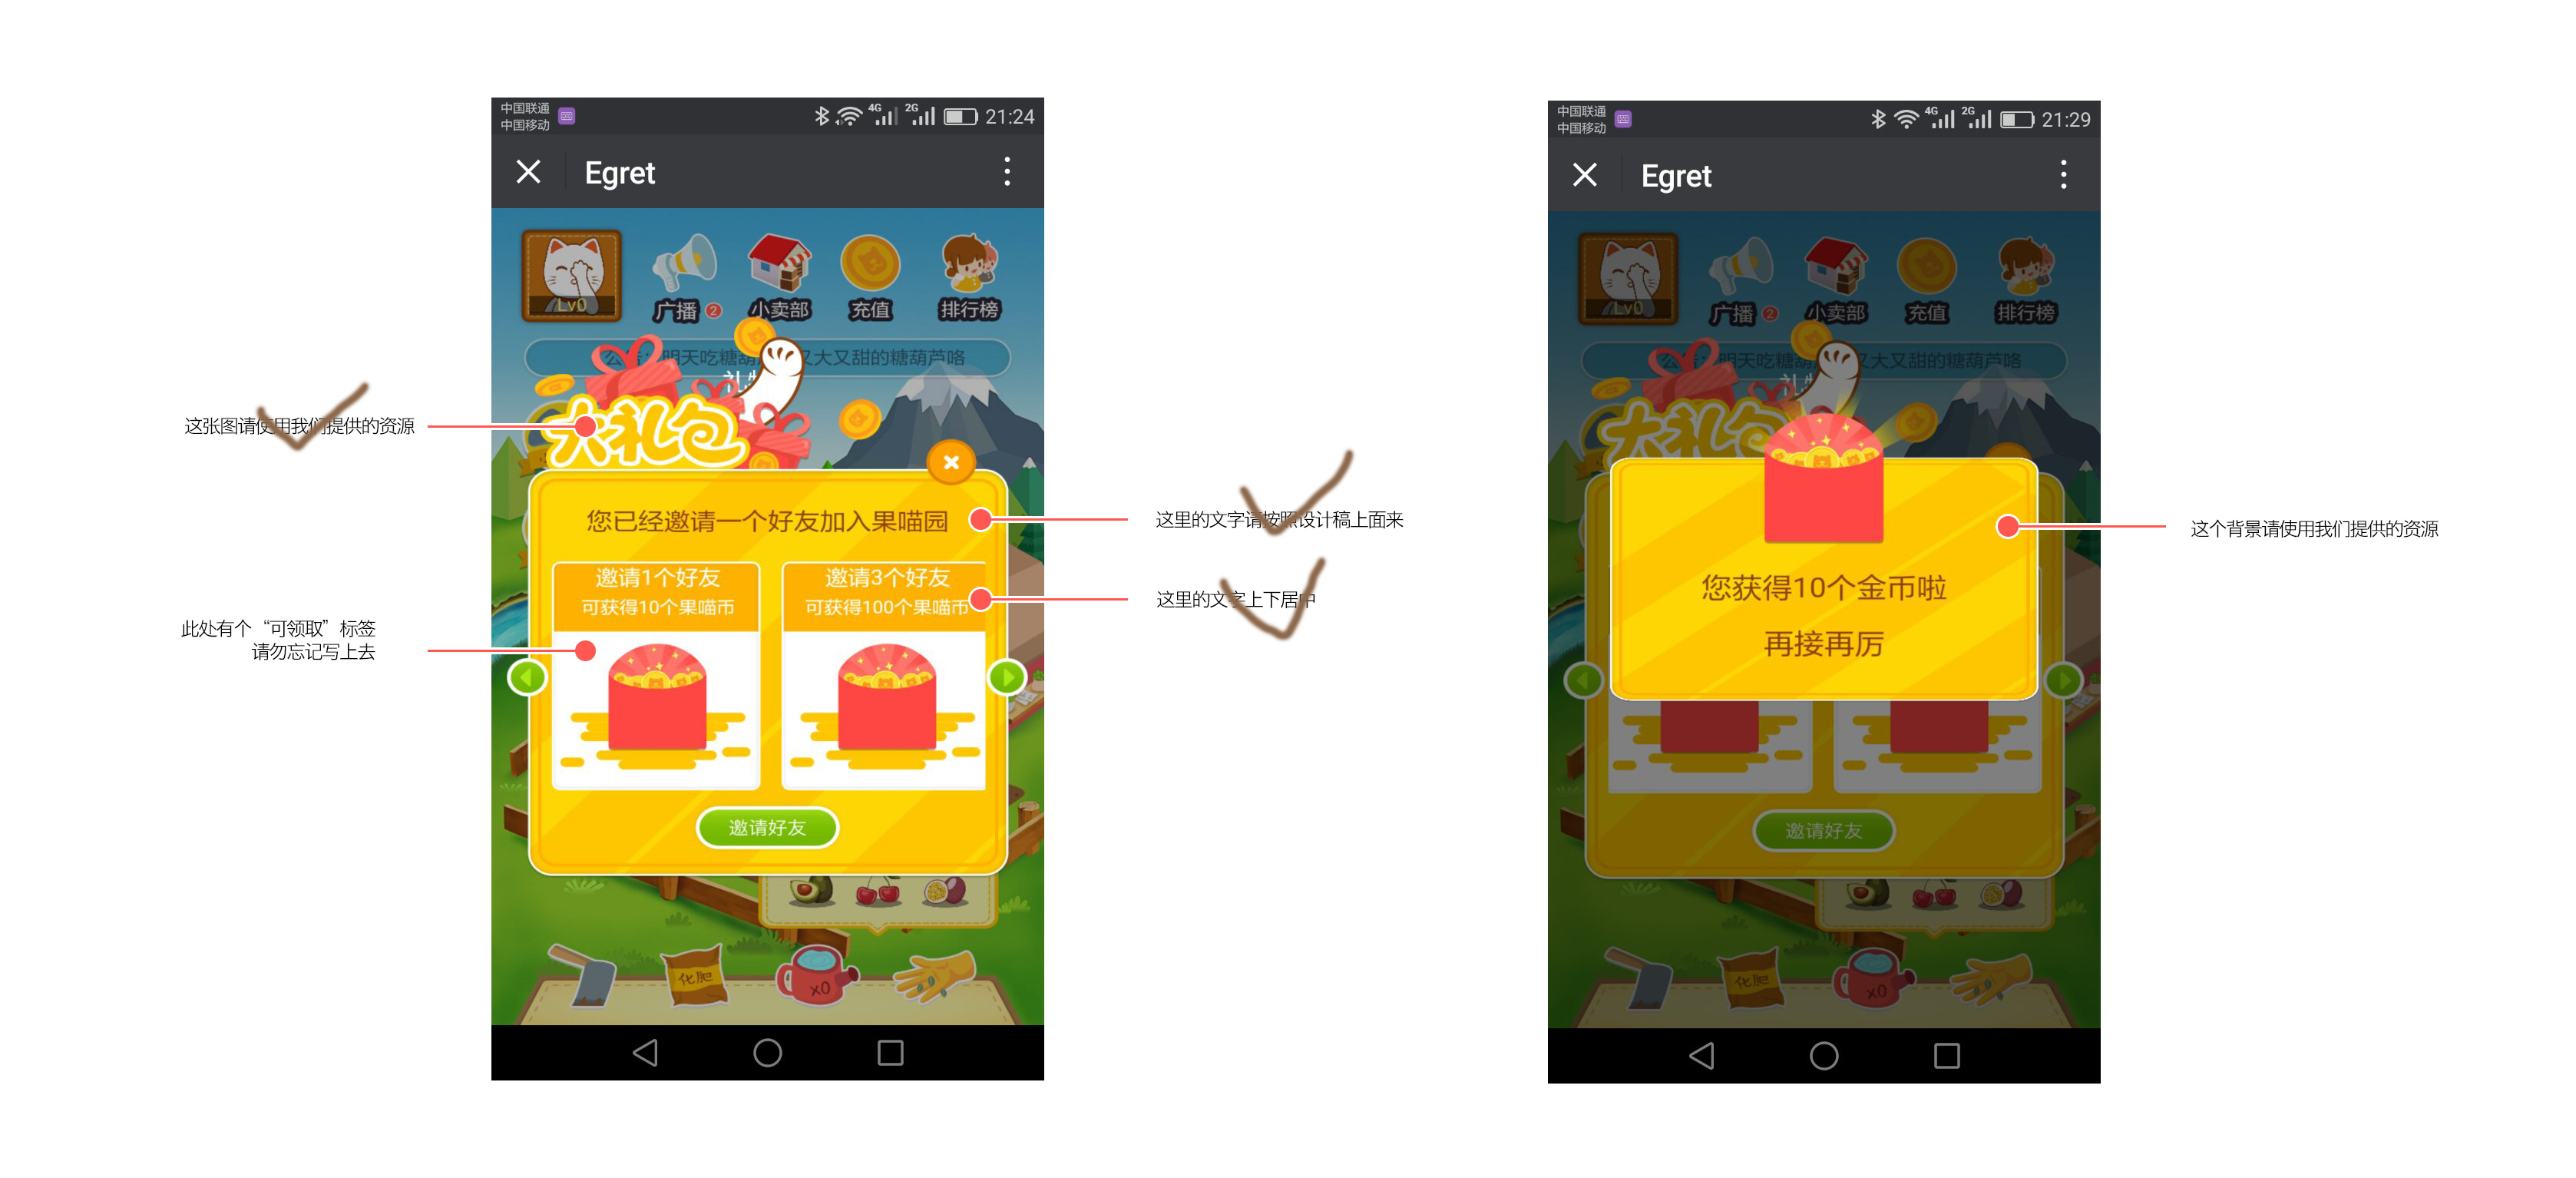 中国联通
中国移动
4G
2G
21:24
Egret
Lv0
广播
2
小卖部
充值
排行榜
明天吃糖葫
又大又甜的糖葫芦咯
大礼包
您已经邀请一个好友加入果喵园
邀请1个好友
可获得10个果喵币
邀请3个好友
可获得100个果喵币
邀请好友
化肥
x0
这张图请使用我们提供的资源
此处有个“可领取”标签
请勿忘记写上去
这里的文字请按照设计稿上面来
这里的文字上下居中
中国联通
中国移动
4G
2G
21:29
Egret
Lv0
广播
2
小卖部
充值
排行榜
明天吃糖葫
又大又甜的糖葫芦咯
大礼包
您获得10个金币啦
再接再厉
邀请好友
化肥
x0
这个背景请使用我们提供的资源